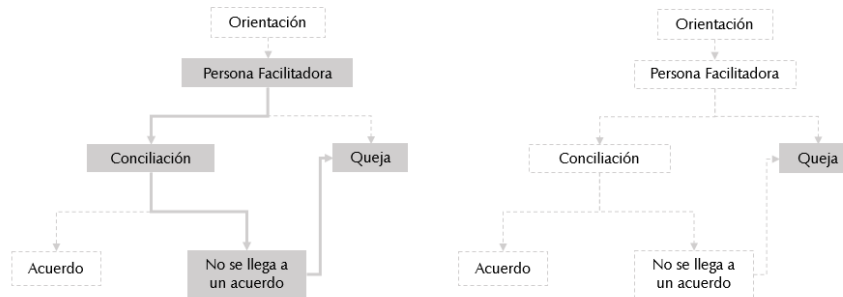 Orientación
Persona Facilitadora
Conciliación
Queja
Acuerdo
No se llega a
un acuerdo
Orientación
Persona Facilitadora
Conciliación
Queja
Acuerdo
No se llega a
un acuerdo